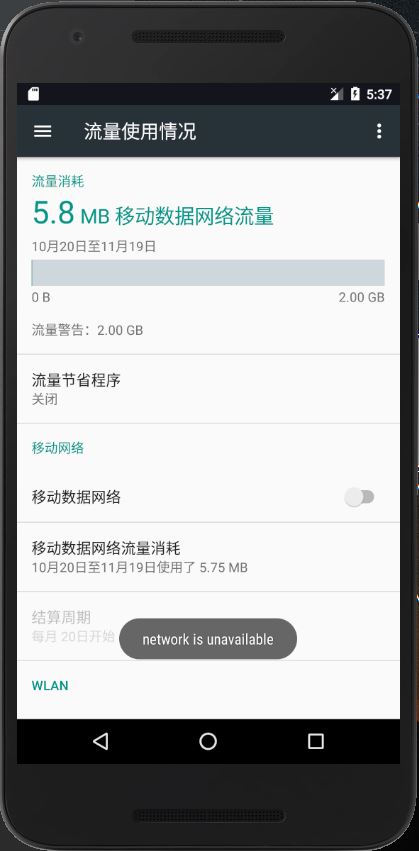 5:37
流量使用情况
流量消耗
5.8 MB 移动数据网络流量
10月20日至11月19日
0 B 2.00 GB
流量警告：2.00 GB
流量节省程序
关闭
移动网络
移动数据网络
移动数据网络流量消耗
10月20日至11月19日使用了 5.75 MB
结算周期
每月 20日开始
network is unavailable
WLAN